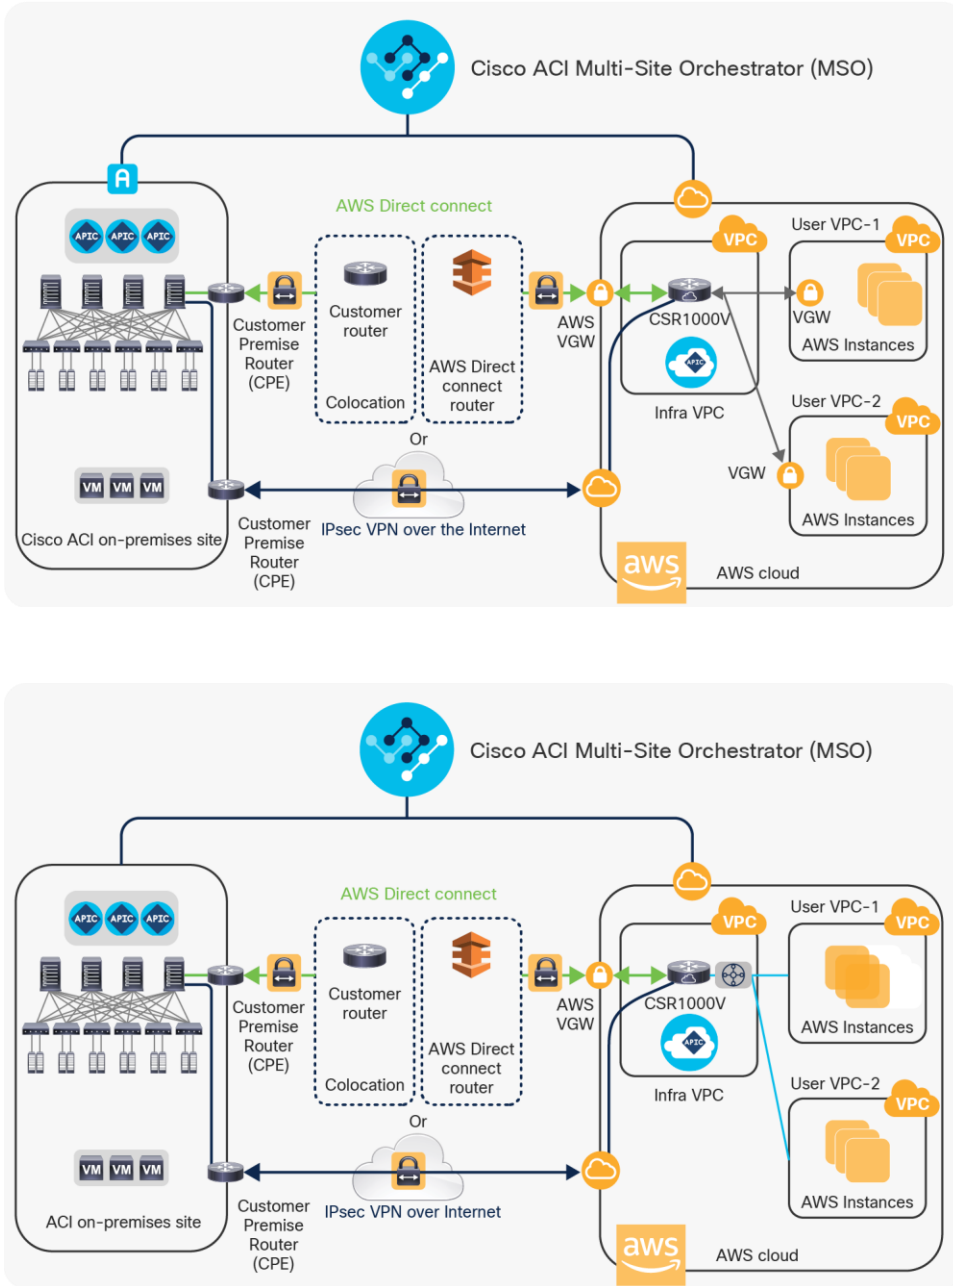 Cisco ACI Multi-Site Orchestrator (MSO)
A
APIC
APIC
APIC
AWS Direct connect
VPC
User VPC-1
VPC
Customer
router
Customer
Premise
Router
(CPE)
AWS
VGW
CSR1000V
VGW
AWS Instances
AWS Direct
connect
router
APIC
Colocation
Infra VPC
User VPC-2
VPC
Or
VGW
VM
VM
VM
AWS Instances
Cisco ACI on-premises site
Customer
Premise
Router
(CPE)
IPsec VPN over the Internet
aws
AWS cloud
Cisco ACI Multi-Site Orchestrator (MSO)
APIC
APIC
APIC
AWS Direct connect
VPC
User VPC-1
VPC
Customer
router
Customer
Premise
Router
(CPE)
AWS
VGW
CSR1000V
AWS Instances
AWS Direct
connect
router
APIC
Colocation
Infra VPC
User VPC-2
VPC
Or
VM
VM
VM
AWS Instances
ACI on-premises site
Customer
Premise
Router
(CPE)
IPsec VPN over Internet
aws
AWS cloud